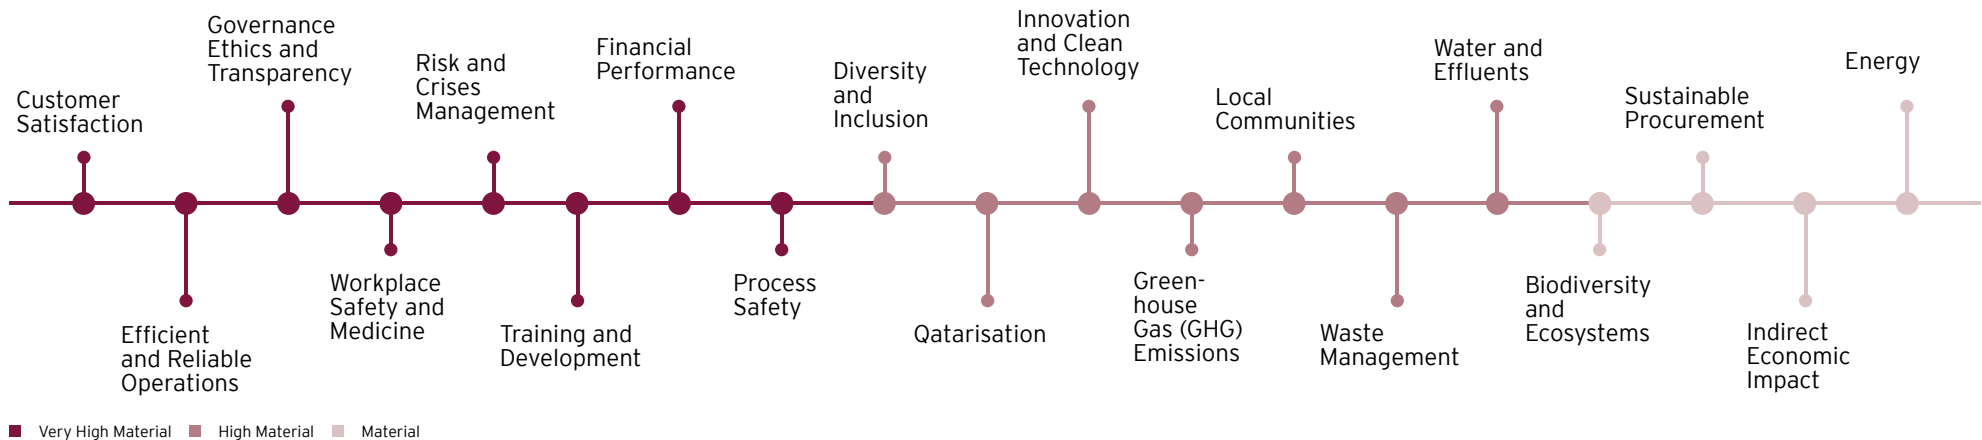 Customer
Satisfaction
Efficient
and Reliable
Operations
Governance
Ethics and
Transparency
Workplace
Safety and
Medicine
Risk and
Crises
Management
Training and
Development
Financial
Performance
Process
Safety
Diversity
and
Inclusion
Qatarisation
Innovation
and Clean
Technology
Green-
house
Gas (GHG)
Emissions
Local
Communities
Waste
Management
Water and
Effluents
Biodiversity
and
Ecosystems
Sustainable
Procurement
Indirect
Economic
Impact
Energy
Very High Material
High Material
Material